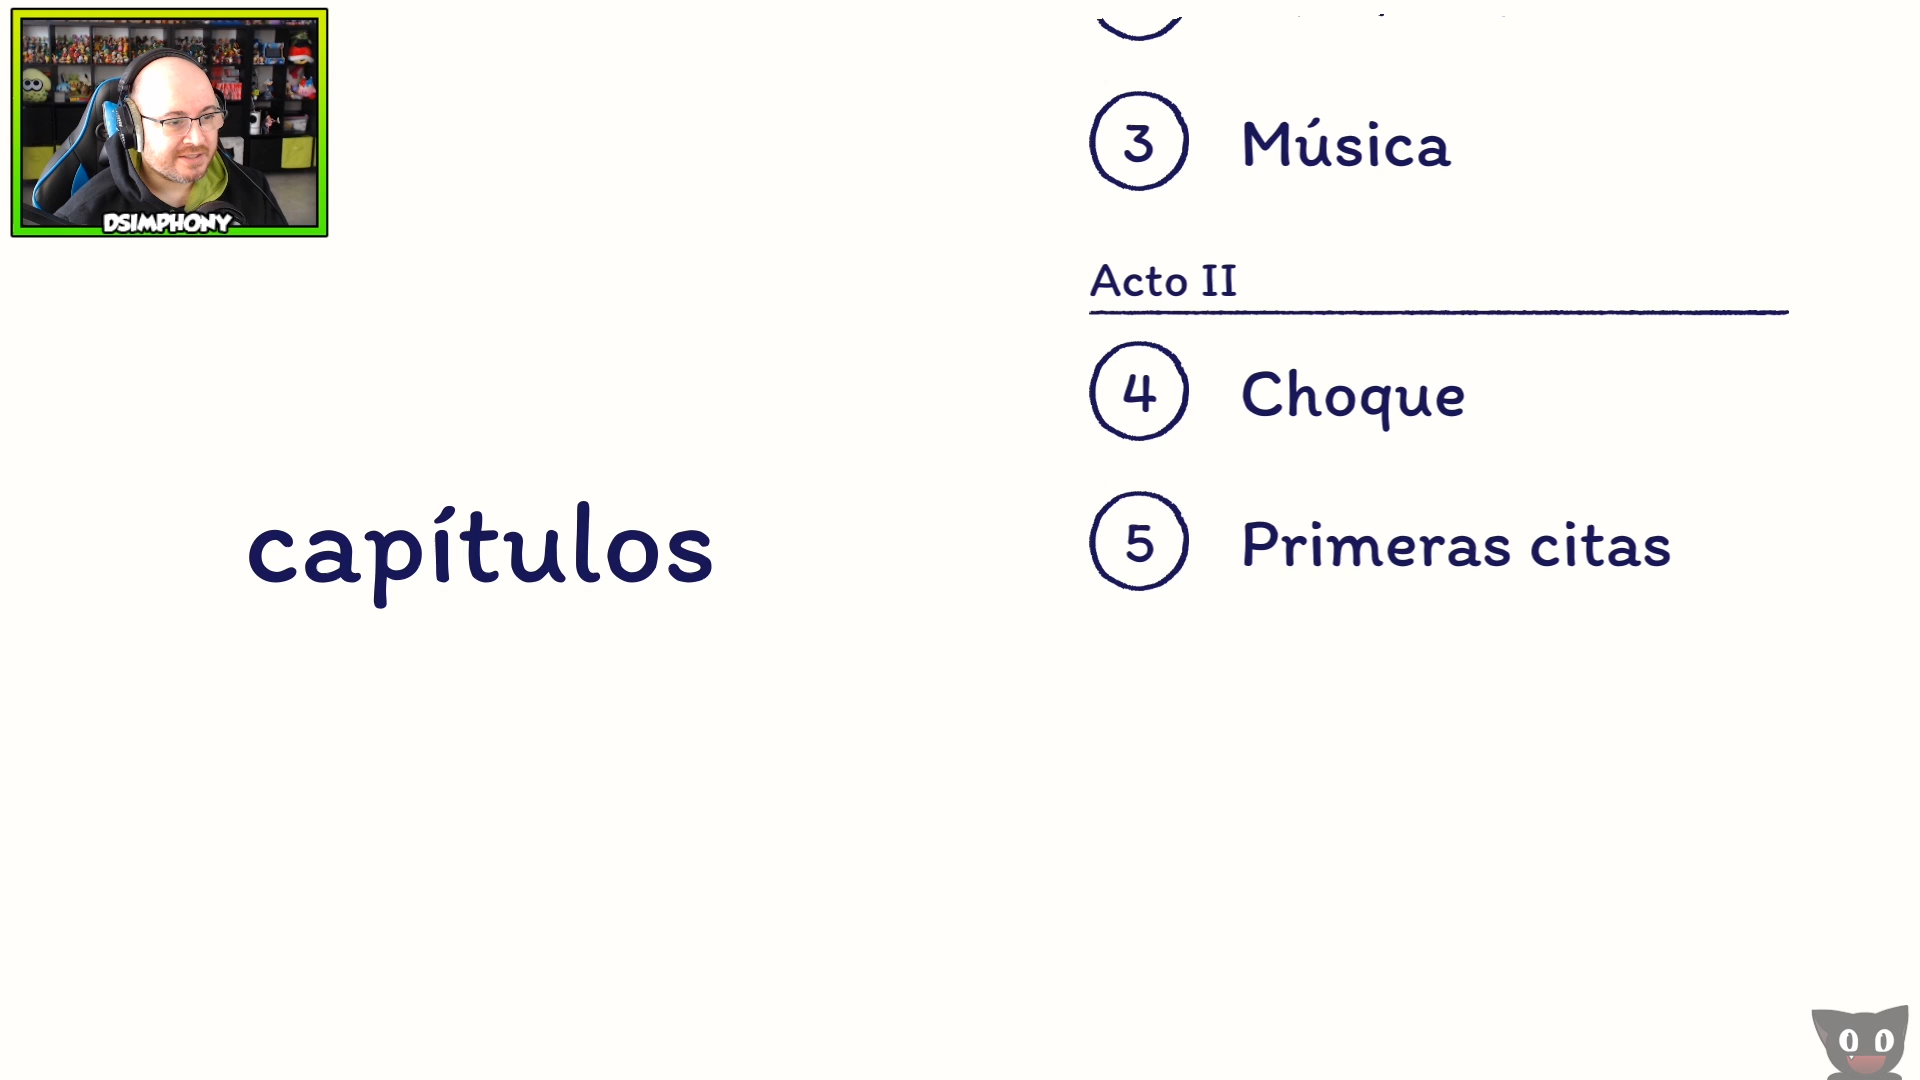 DSIMPHONY
capítulos
3 Música
Acto II
4 Choque
5 Primeras citas